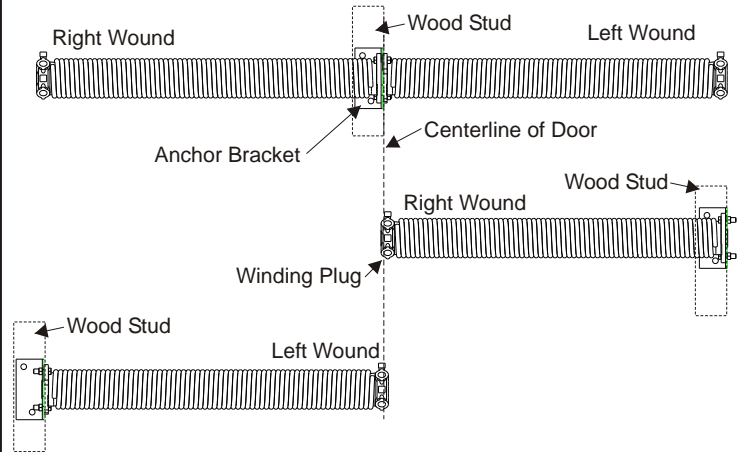 Wood Stud
Right Wound
Left Wound
Centerline of Door
Anchor Bracket
Wood Stud
Right Wound
Winding Plug
Wood Stud
Left Wound